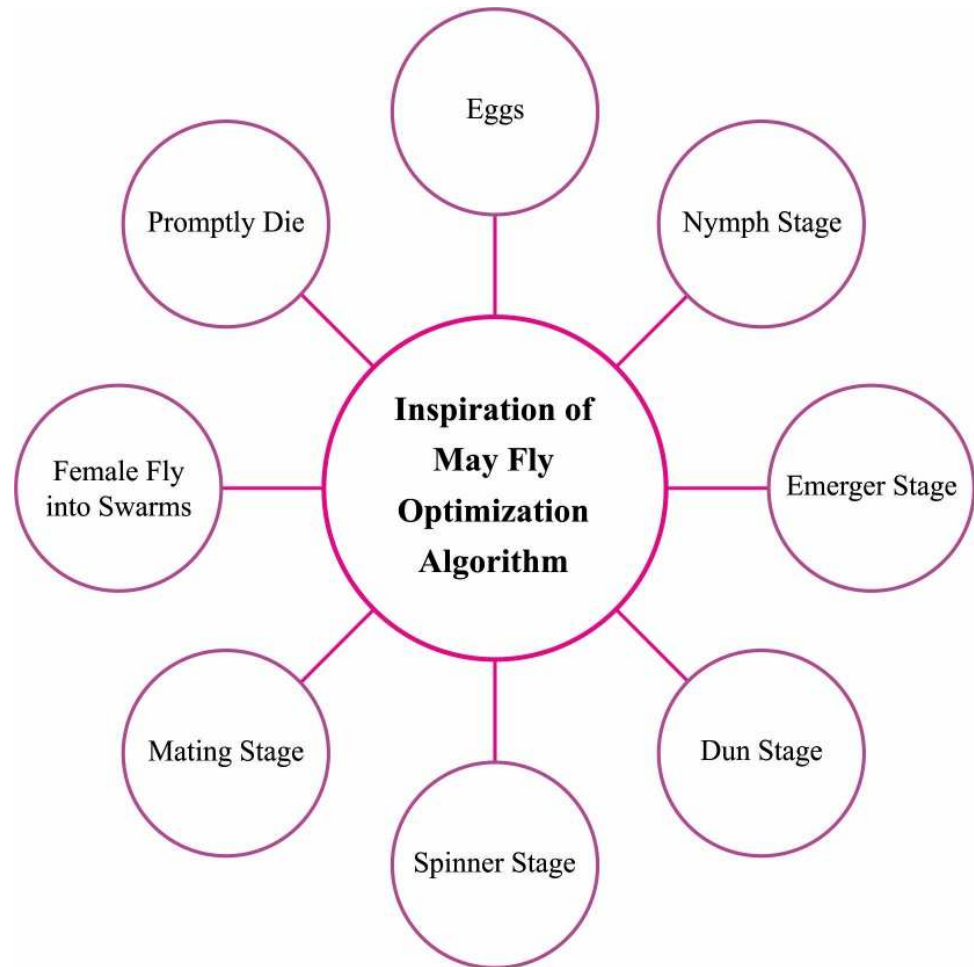 Eggs
Nymph Stage
Emerger Stage
Dun Stage
Spinner Stage
Mating Stage
Female Fly
into Swarms
Promptly Die
Inspiration of
May Fly
Optimization
Algorithm